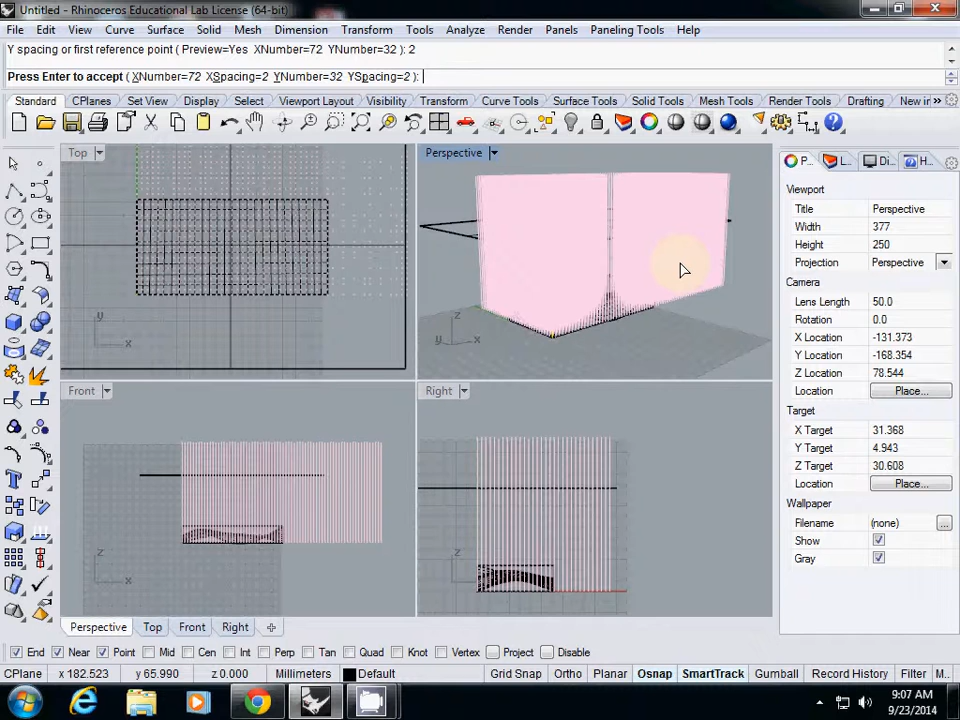 Untitled - Rhinoceros Educational Lab License (64-bit)
File Edit View Curve Surface Solid Mesh Dimension Transform Tools Analyze Render Panels Paneling Tools Help
Y spacing or first reference point ( Preview=Yes XNumber=72 YNumber=32 ): 2
Press Enter to accept ( XNumber=72 XSpacing=2 YNumber=32 YSpacing=2 ):
Standard CPlanes Set View Display Select Viewport Layout Visibility Transform Curve Tools Surface Tools Solid Tools Mesh Tools Render Tools Drafting New in »
Top Perspective P... L... Di... H...
Viewport
Title Perspective
Width 377
Height 250
Projection Perspective
Camera
Lens Length 50.0
Rotation 0.0
X Location -131.373
Y Location -168.354
Z Location 78.544
Location Place...
Target
X Target 31.368
Y Target 4.943
Z Target 30.608
Location Place...
Wallpaper
Filename (none) ...
Show
Gray
y x
z y x
Front Right
z x
z y
Perspective Top Front Right
End Near Point Mid Cen Int Perp Tan Quad Knot Vertex Project Disable
CPlane x 182.523 y 65.990 z 0.000 Millimeters Default Grid Snap Ortho Planar Osnap SmartTrack Gumball Record History Filter M...
9:07 AM
9/23/2014